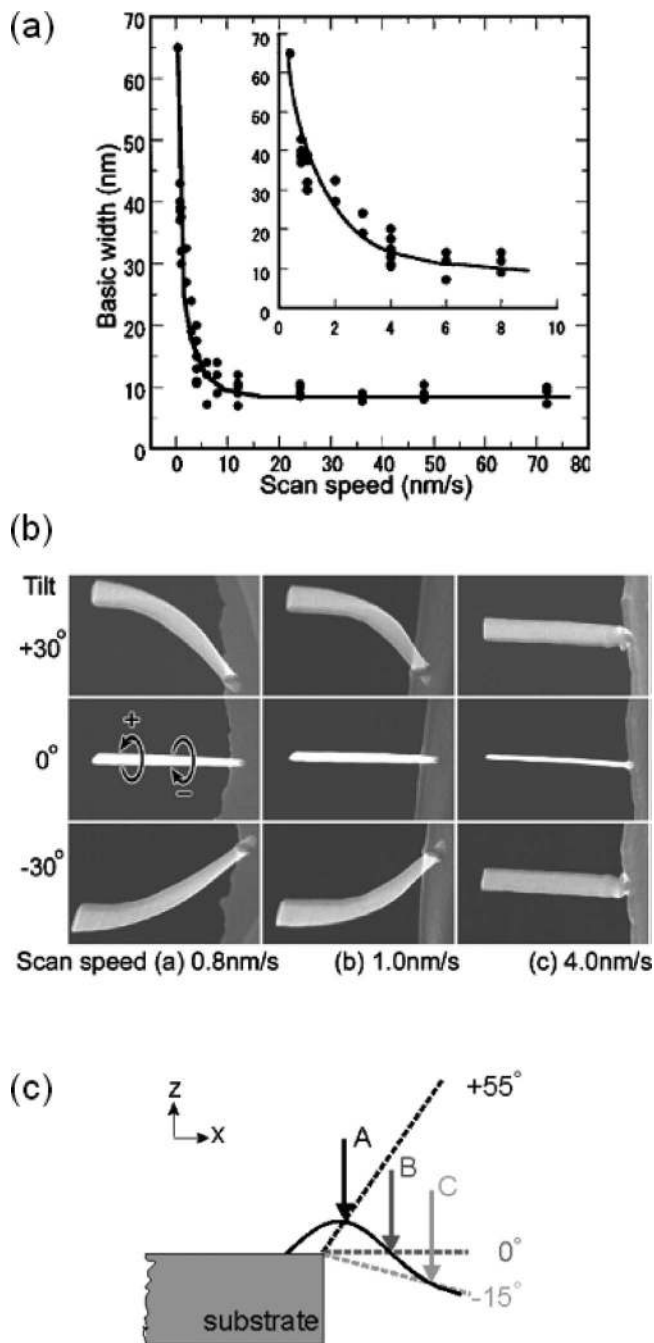 (a)
70
60
50
40
30
20
10
0
Basic width (nm)
70
60
50
40
30
20
10
0
0 2 4 6 8 10
0 10 20 30 40 50 60 70 80
Scan speed (nm/s)
(b)
Tilt
+30°
0°
+
−
-30°
Scan speed (a) 0.8nm/s (b) 1.0nm/s (c) 4.0nm/s
(c)
z
x
A
B
C
+55°
0°
-15°
substrate